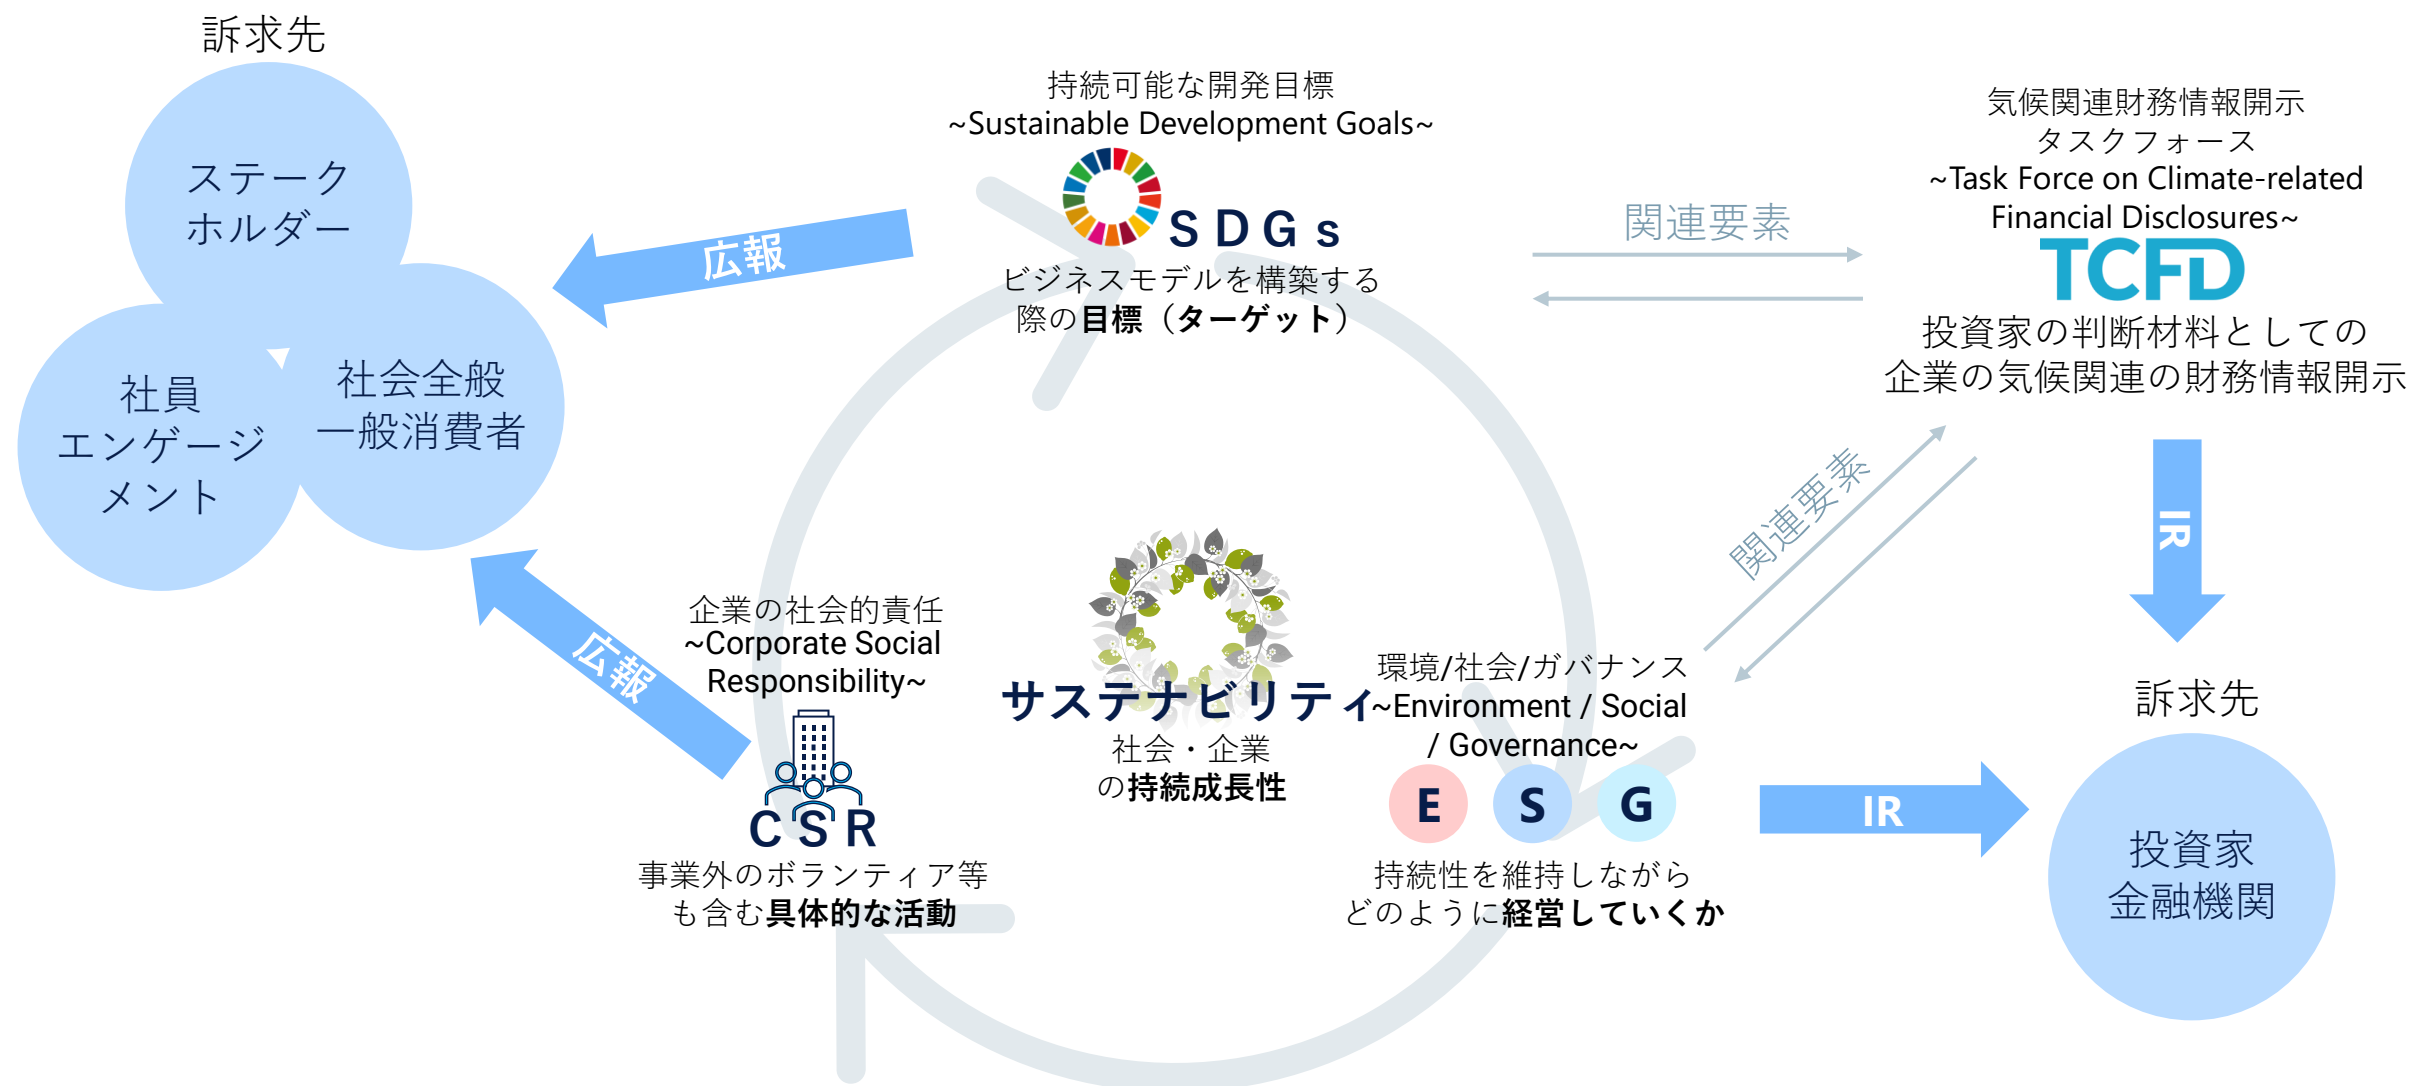 訴求先
ステーク
ホルダー
社員
エンゲージ
メント
社会全般
一般消費者
広報
広報
持続可能な開発目標
~Sustainable Development Goals~
SDGs
ビジネスモデルを構築する
際の目標（ターゲット）
関連要素
気候関連財務情報開示
タスクフォース
~Task Force on Climate-related
Financial Disclosures~
TCFD
投資家の判断材料としての
企業の気候関連の財務情報開示
関連要素
IR
企業の社会的責任
~Corporate Social
Responsibility~
CSR
事業外のボランティア等
も含む具体的な活動
サステナビリティ
社会・企業
の持続成長性
環境/社会/ガバナンス
~Environment / Social
/ Governance~
E S G
持続性を維持しながら
どのように経営していくか
IR
訴求先
投資家
金融機関